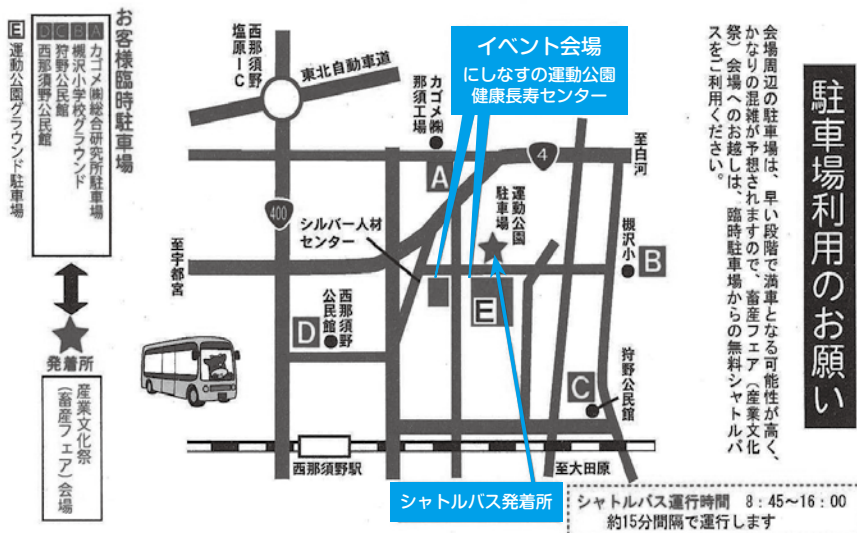 駐車場利用のお願い
会場周辺の駐車場は、早い段階で満車となる可能性が高く、
かなりの混雑が予想されますので、畜産フェア（産業文化
祭）会場へのお越しは、臨時駐車場からの無料シャトルバ
スをご利用ください。
イベント会場
にしなすの運動公園
健康長寿センター
西那須野
塩原IC
東北自動車道
カゴメ㈱
那須工場
A
4
至白河
400
シルバー人材
センター
運動公園
駐車場
槻沢小
B
至宇都宮
E
D
西那須野
公民館
狩野公民館
C
西那須野駅
至大田原
シャトルバス発着所
シャトルバス運行時間 8：45～16：00
約15分間隔で運行します
お客様臨時駐車場
A カゴメ㈱総合研究所駐車場
B 槻沢小学校グラウンド
C 狩野公民館
D 西那須野公民館
E 運動公園グラウンド駐車場
発着所
産業文化祭
（畜産フェア）会場